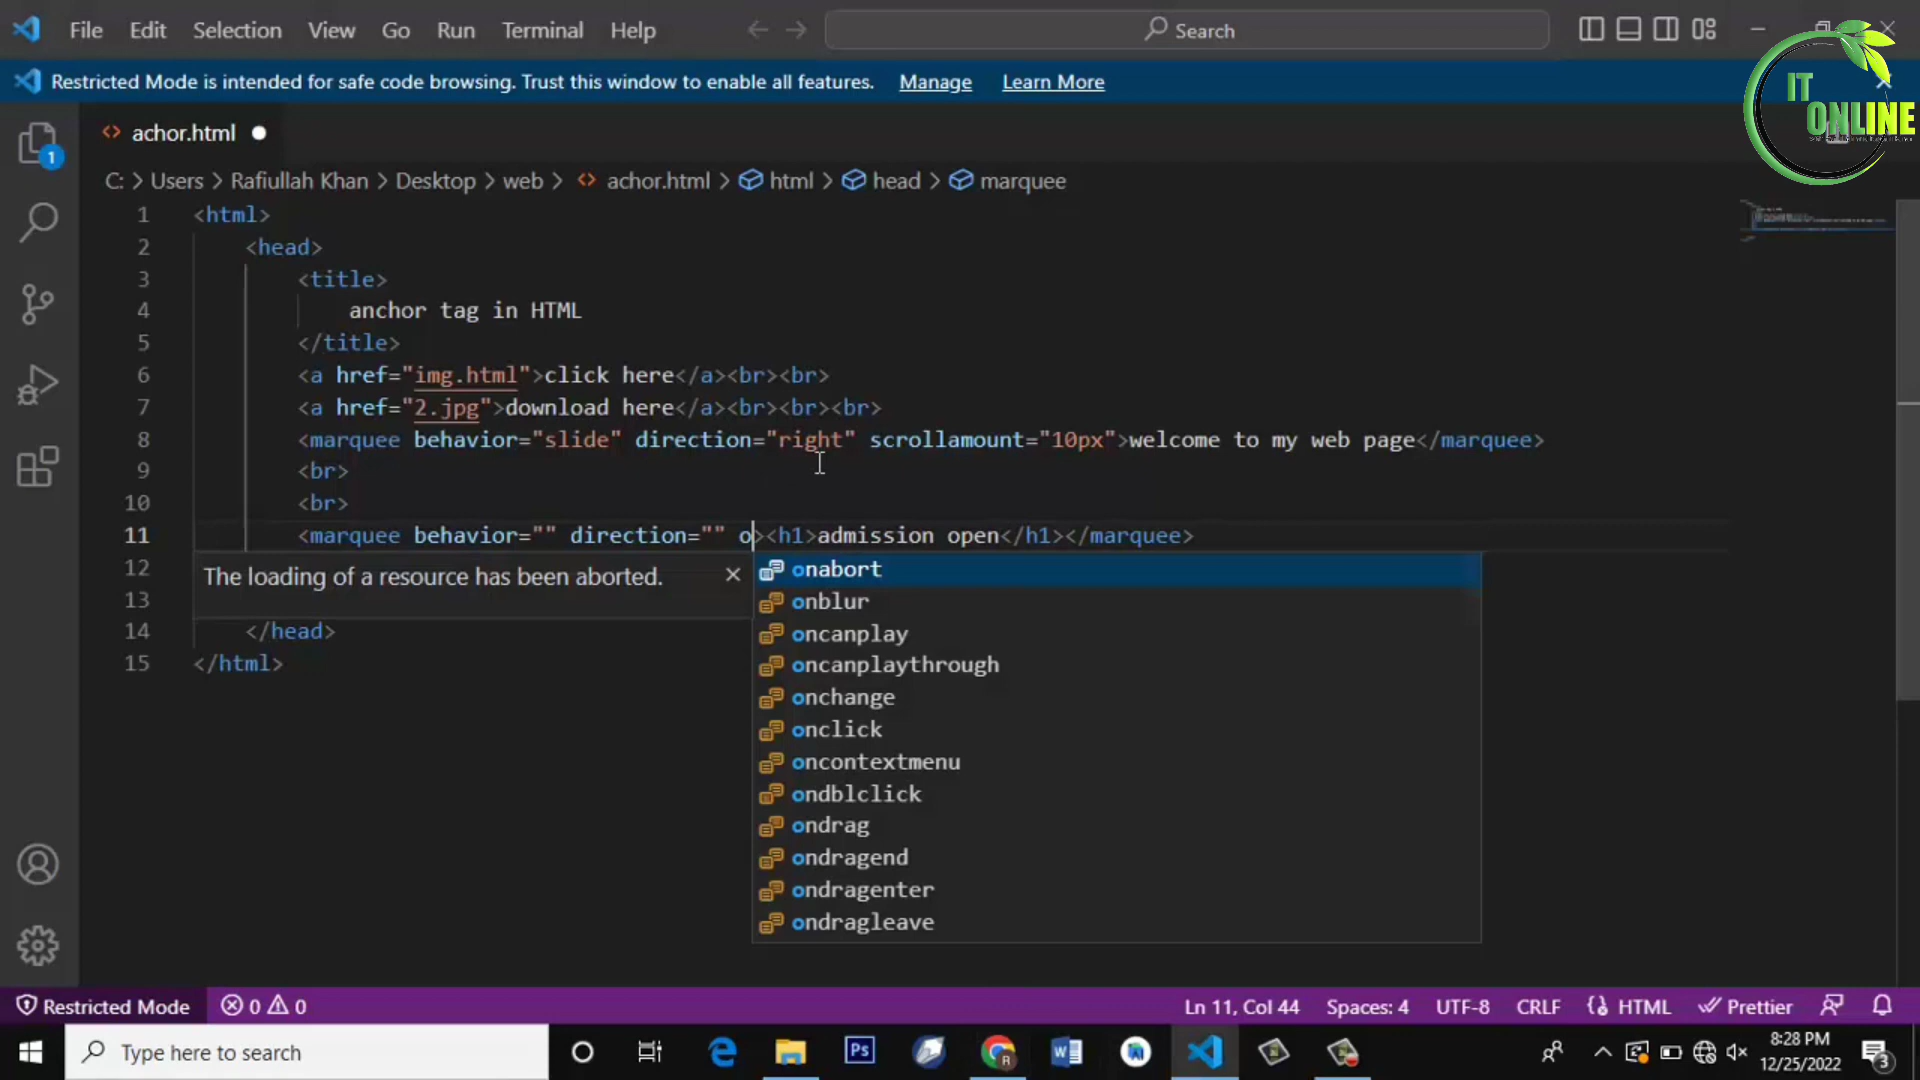 File Edit Selection View Go Run Terminal Help Search
Restricted Mode is intended for safe code browsing. Trust this window to enable all features. Manage Learn More
IT
ONLINE
achor.html
1
C: > Users > Rafiullah Khan > Desktop > web > achor.html > html > head > marquee
1 <html>
2 <head>
3 <title>
4 anchor tag in HTML
5 </title>
6 <a href="img.html">click here</a><br><br>
7 <a href="2.jpg">download here</a><br><br><br>
8 <marquee behavior="slide" direction="right" scrollamount="10px">welcome to my web page</marquee>
9 <br>
10 <br>
11 <marquee behavior="" direction="" o><h1>admission open</h1></marquee>
12
The loading of a resource has been aborted.
13
14 </head>
15 </html>
onabort
onblur
oncanplay
oncanplaythrough
onchange
onclick
oncontextmenu
ondblclick
ondrag
ondragend
ondragenter
ondragleave
Restricted Mode 0 0 Ln 11, Col 44 Spaces: 4 UTF-8 CRLF HTML Prettier
Type here to search
Ps
R
8:28 PM
12/25/2022
3